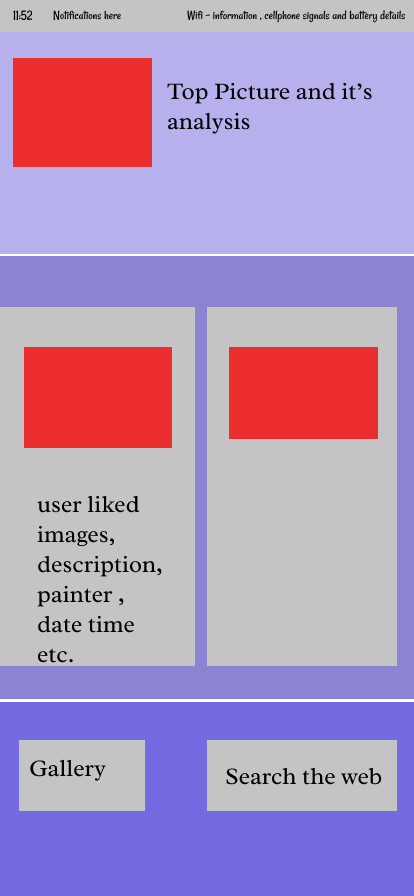 11:52 Notifications here Wifi - information , cellphone signals and battery details
Top Picture and it's
analysis
user liked
images,
description,
painter ,
date time
etc.
Gallery
Search the web